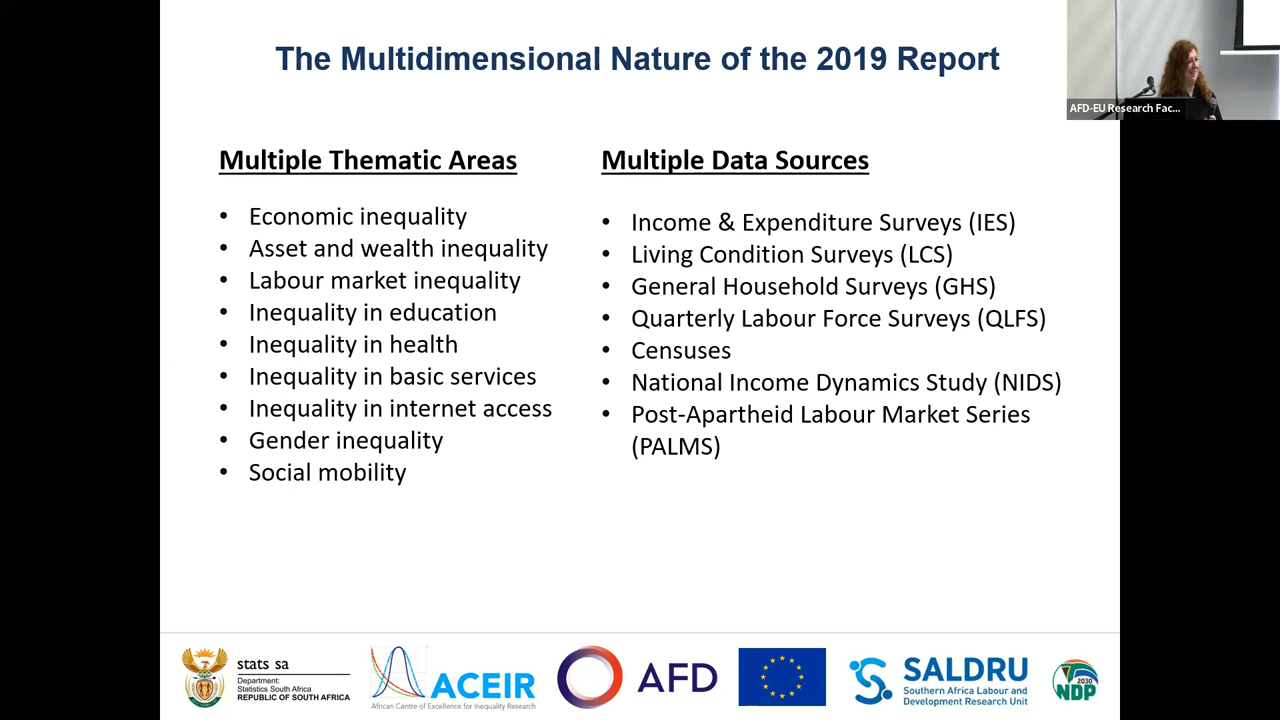 The Multidimensional Nature of the 2019 Report
AFD-EU Research Fac...
Multiple Thematic Areas
• Economic inequality
• Asset and wealth inequality
• Labour market inequality
• Inequality in education
• Inequality in health
• Inequality in basic services
• Inequality in internet access
• Gender inequality
• Social mobility
Multiple Data Sources
• Income & Expenditure Surveys (IES)
• Living Condition Surveys (LCS)
• General Household Surveys (GHS)
• Quarterly Labour Force Surveys (QLFS)
• Censuses
• National Income Dynamics Study (NIDS)
• Post-Apartheid Labour Market Series
(PALMS)
stats sa
Department:
Statistics South Africa
REPUBLIC OF SOUTH AFRICA
ACEIR
African Centre of Excellence for Inequality Research
AFD
SALDRU
Southern Africa Labour and
Development Research Unit
2030
NDP